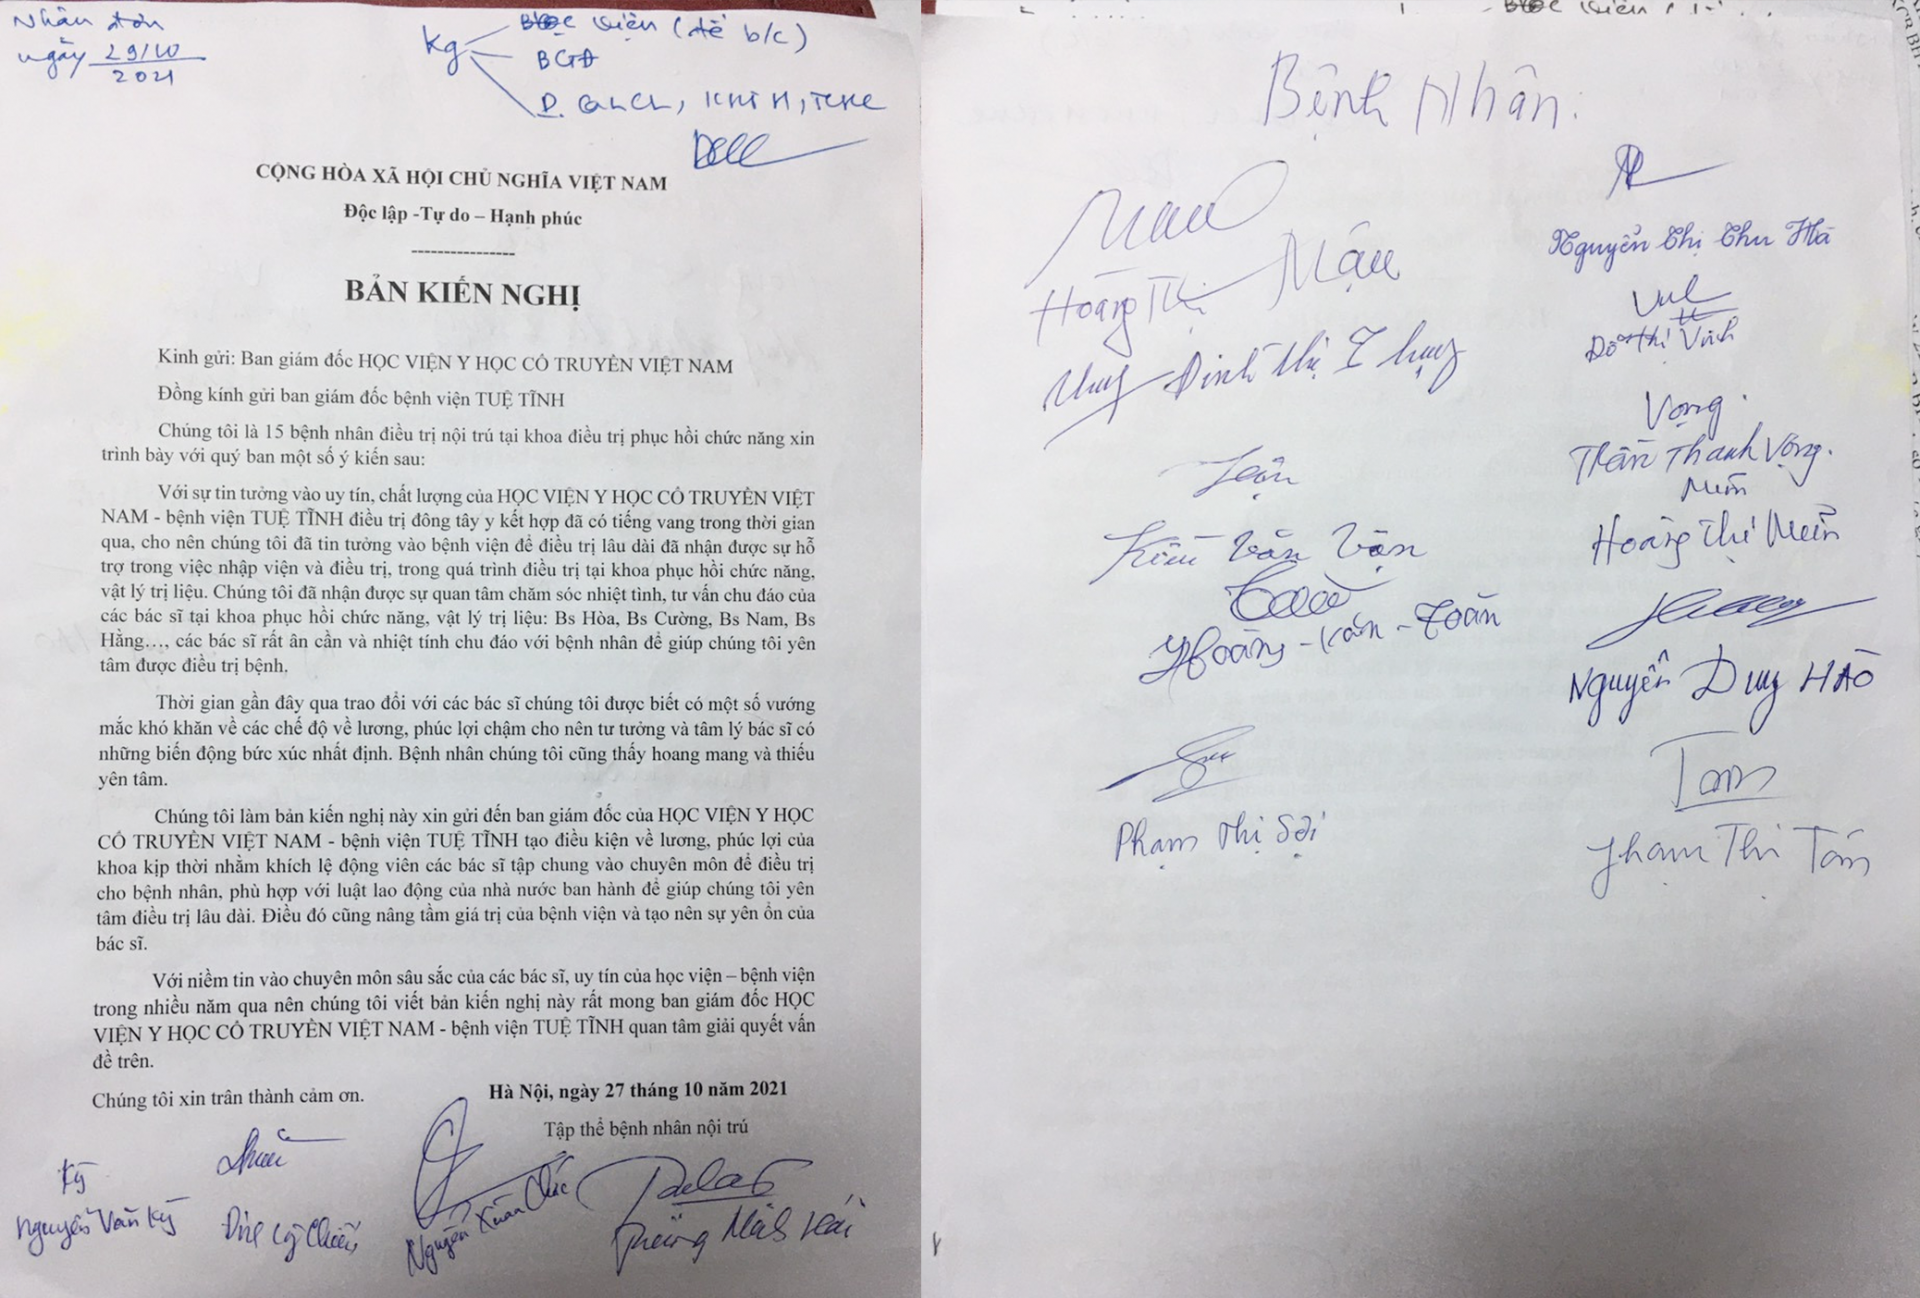 Nhận đơn
ngày 29/10
2021
Kg
Học viện (để b/c)
BGĐ
P. QLCL, KHTH, TCHC
CỘNG HÒA XÃ HỘI CHỦ NGHĨA VIỆT NAM
Độc lập -Tự do – Hạnh phúc
----------------
BẢN KIẾN NGHỊ
Kinh gửi: Ban giám đốc HỌC VIỆN Y HỌC CỔ TRUYỀN VIỆT NAM
Đồng kính gửi ban giám đốc bệnh viện TUỆ TĨNH
Chúng tôi là 15 bệnh nhân điều trị nội trú tại khoa điều trị phục hồi chức năng xin
trình bày với quý ban một số ý kiến sau:
Với sự tin tưởng vào uy tín, chất lượng của HỌC VIỆN Y HỌC CỔ TRUYỀN VIỆT
NAM - bệnh viện TUỆ TĨNH điều trị đông tây y kết hợp đã có tiếng vang trong thời gian
qua, cho nên chúng tôi đã tin tưởng vào bệnh viện để điều trị lâu dài đã nhận được sự hỗ
trợ trong việc nhập viện và điều trị, trong quá trình điều trị tại khoa phục hồi chức năng,
vật lý trị liệu. Chúng tôi đã nhận được sự quan tâm chăm sóc nhiệt tình, tư vấn chu đáo của
các bác sĩ tại khoa phục hồi chức năng, vật lý trị liệu: Bs Hòa, Bs Cường, Bs Nam, Bs
Hằng…, các bác sĩ rất ân cần và nhiệt tính chu đáo với bệnh nhân để giúp chúng tôi yên
tâm được điều trị bệnh.
Thời gian gần đây qua trao đổi với các bác sĩ chúng tôi được biết có một số vướng
mắc khó khăn về các chế độ về lương, phúc lợi chậm cho nên tư tưởng và tâm lý bác sĩ có
những biến động bức xúc nhất định. Bệnh nhân chúng tôi cũng thấy hoang mang và thiếu
yên tâm.
Chúng tôi làm bản kiến nghị này xin gửi đến ban giám đốc của HỌC VIỆN Y HỌC
CỔ TRUYỀN VIỆT NAM - bệnh viện TUỆ TĨNH tạo điều kiện về lương, phúc lợi của
khoa kịp thời nhằm khích lệ động viên các bác sĩ tập chung vào chuyên môn để điều trị
cho bệnh nhân, phù hợp với luật lao động của nhà nước ban hành để giúp chúng tôi yên
tâm điều trị lâu dài. Điều đó cũng nâng tầm giá trị của bệnh viện và tạo nên sự yên ổn của
bác sĩ.
Với niềm tin vào chuyên môn sâu sắc của các bác sĩ, uy tín của học viện – bệnh viện
trong nhiều năm qua nên chúng tôi viết bản kiến nghị này rất mong ban giám đốc HỌC
VIỆN Y HỌC CỔ TRUYỀN VIỆT NAM - bệnh viện TUỆ TĨNH quan tâm giải quyết vấn
đề trên.
Chúng tôi xin trân thành cảm ơn.
Hà Nội, ngày 27 tháng 10 năm 2021
Tập thể bệnh nhân nội trú
Kỳ
Nguyễn Văn Kỳ
Nguyễn Xuân
Bệnh Nhân:
Hoàng Thị Mậu
Đinh Thị Thụy
Vận
Kiều Văn Vận
Hoàng - Văn - Toàn
Phạm Thị Sợi
Nguyễn Thị Thu Hà
Đỗ Thị Vinh
Vọng.
Trần Thanh Vọng.
Mến
Hoàng Thị Mến
Nguyễn Duy HÀO
Phạm Thị Tám